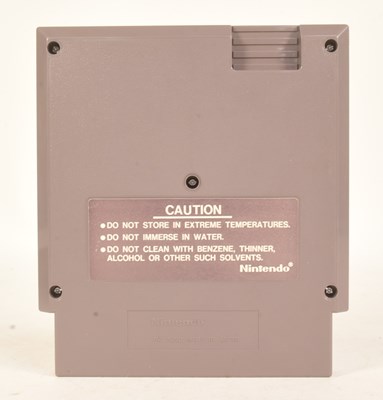 CAUTION
●DO NOT STORE IN EXTREME TEMPERATURES.
●DO NOT IMMERSE IN WATER.
●DO NOT CLEAN WITH BENZENE, THINNER,
ALCOHOL OR OTHER SUCH SOLVENTS.
Nintendo®